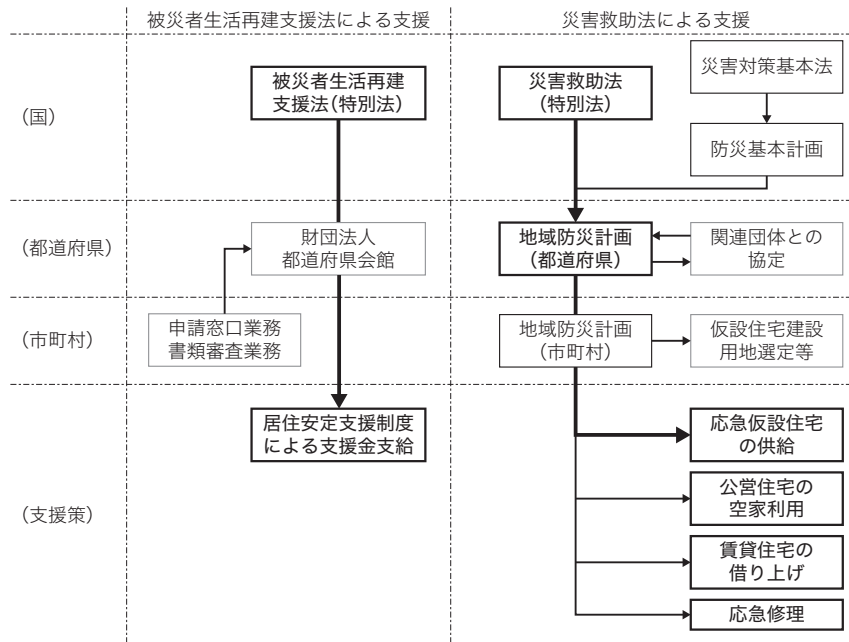 被災者生活再建支援法による支援
災害救助法による支援
(国)
被災者生活再建
支援法(特別法)
災害救助法
(特別法)
災害対策基本法
防災基本計画
(都道府県)
財団法人
都道府県会館
地域防災計画
(都道府県)
関連団体との
協定
(市町村)
申請窓口業務
書類審査業務
地域防災計画
(市町村)
仮設住宅建設
用地選定等
(支援策)
居住安定支援制度
による支援金支給
応急仮設住宅
の供給
公営住宅の
空家利用
賃貸住宅の
借り上げ
応急修理